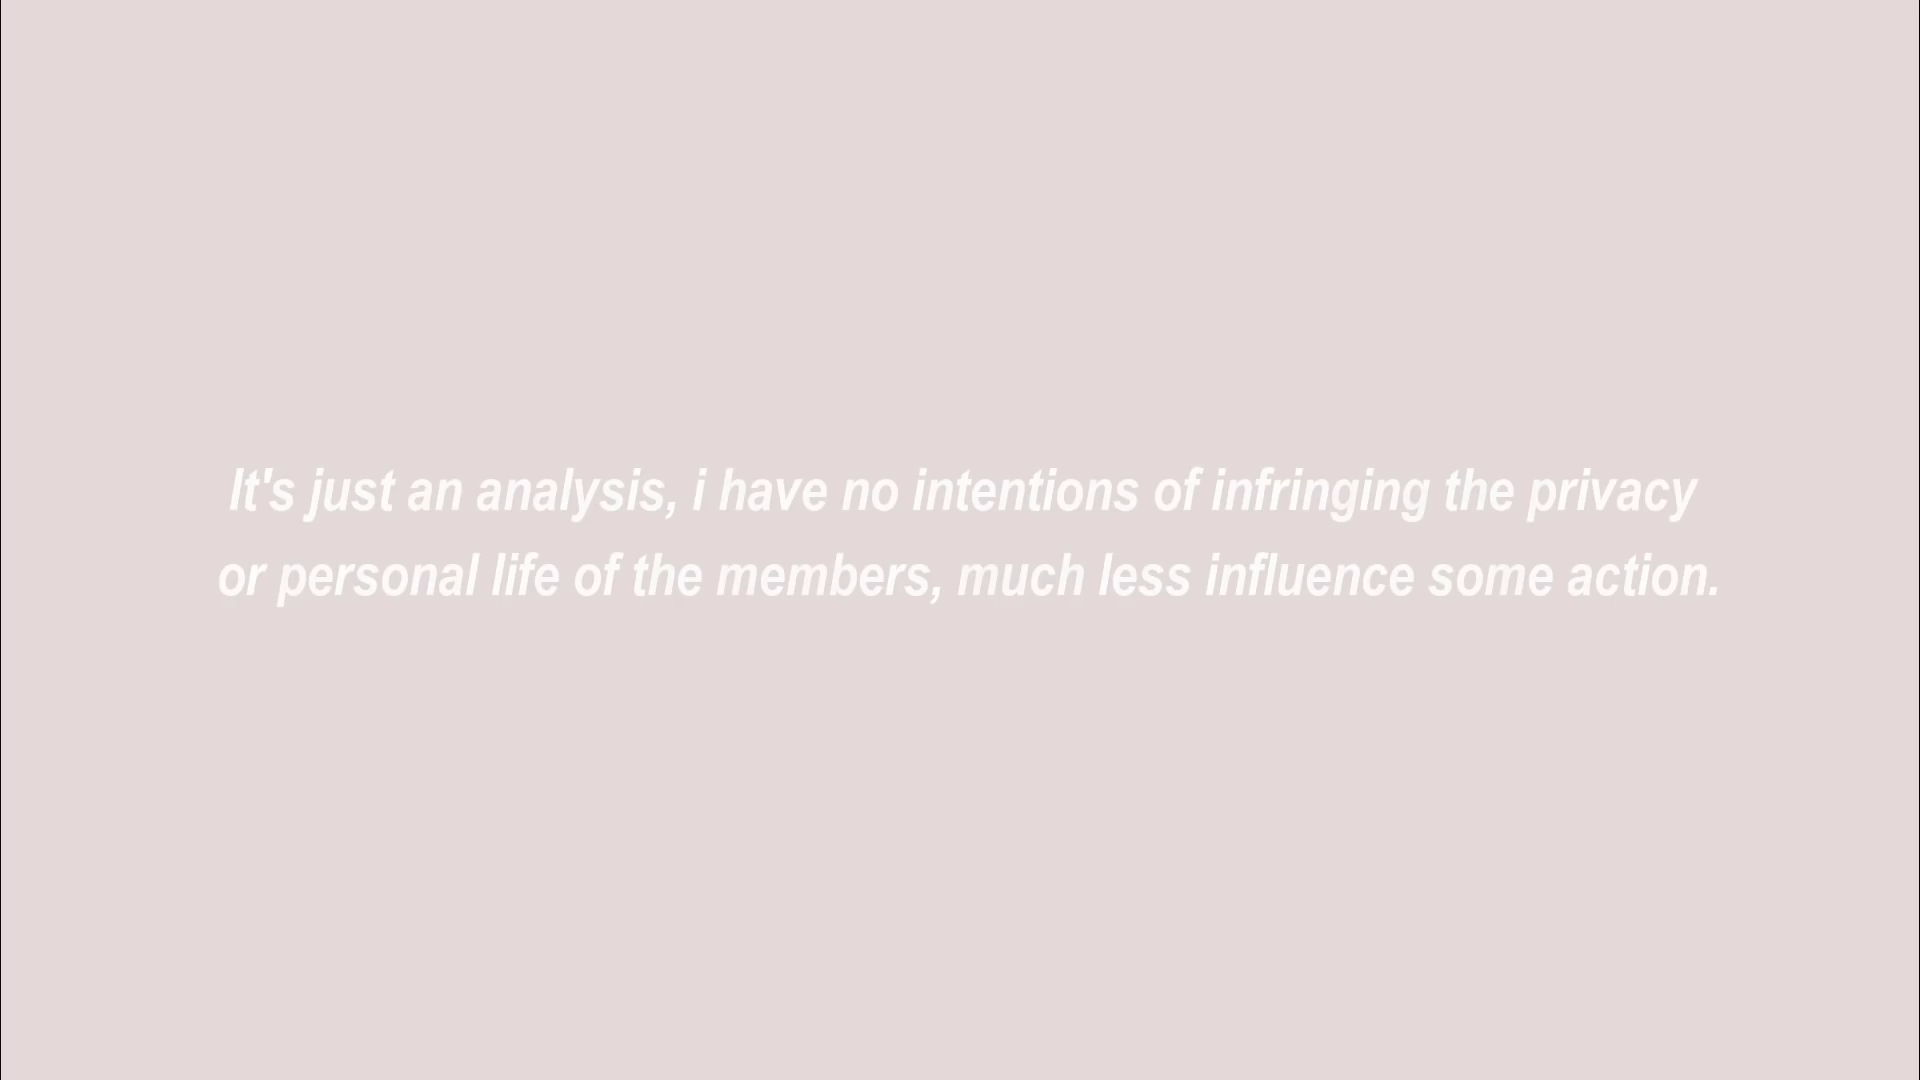 It's just an analysis, i have no intentions of infringing the privacy
or personal life of the members, much less influence some action.